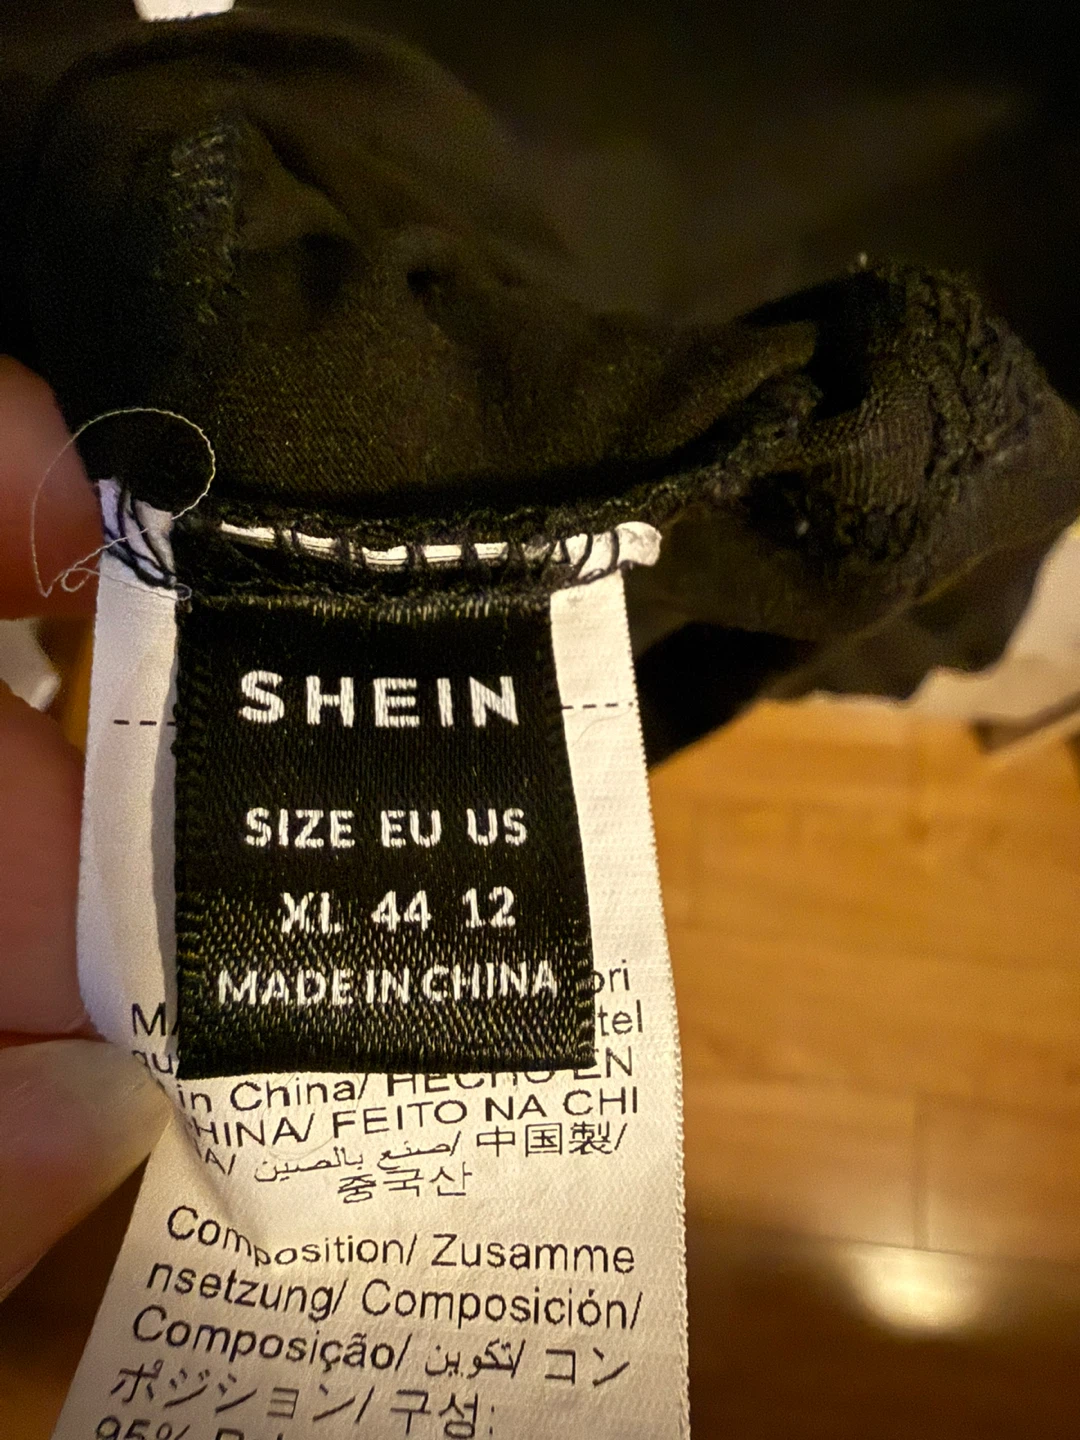 SHEIN
SIZE EU US
XL 44 12
MADE IN CHINA
in China/ HECHO EN
HINA/ FEITO NA CHI
A/ صنع بالصين/ 中国製/
중국산
Composition/ Zusamme
nsetzung/ Composición/
Composição/ تكوين/ コン
ポジション/ 구성:
95%